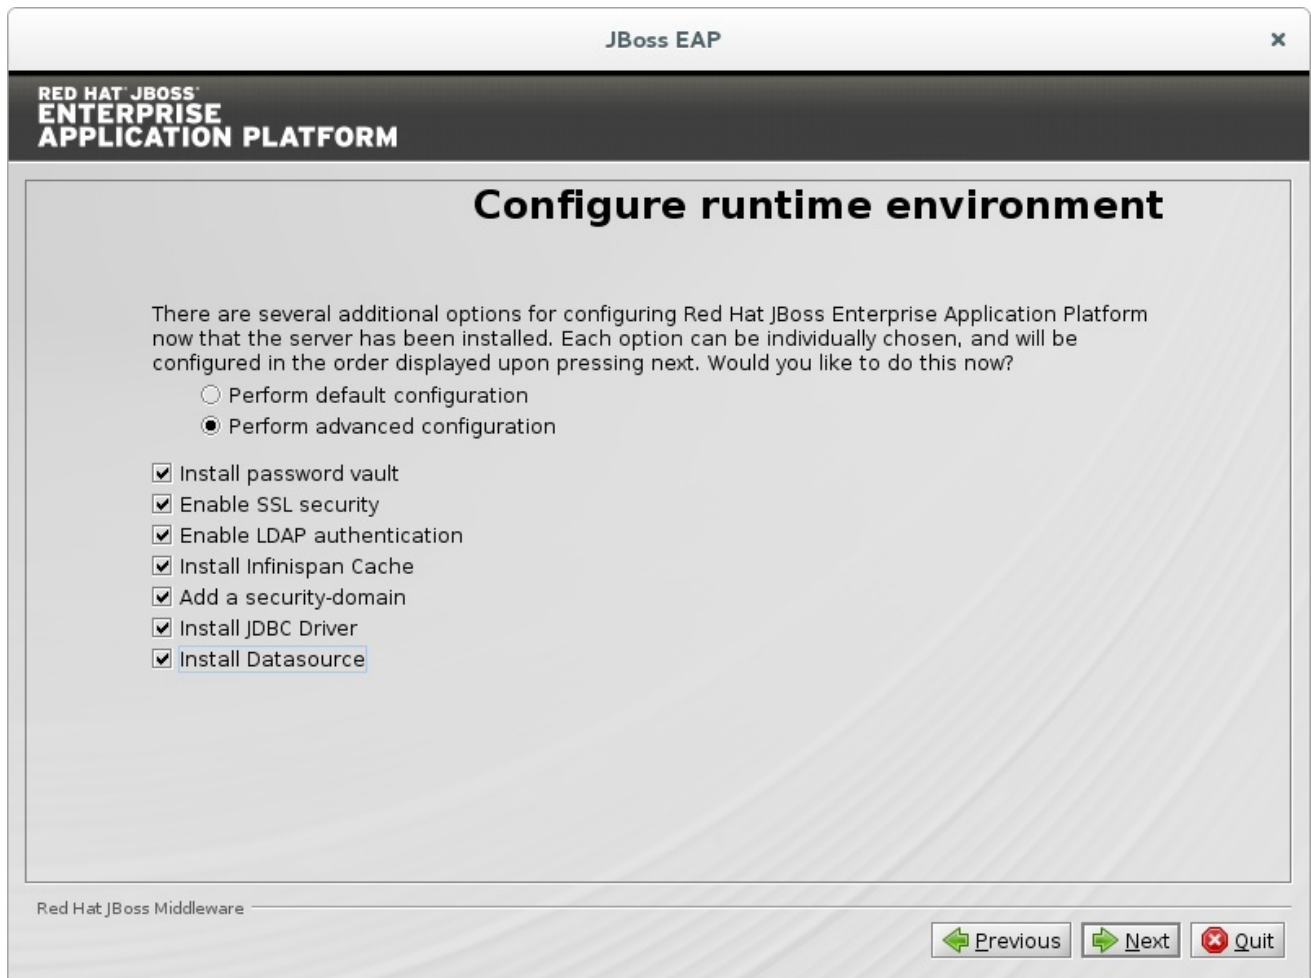 JBoss EAP
RED HAT JBOSS
ENTERPRISE
APPLICATION PLATFORM
Configure runtime environment
There are several additional options for configuring Red Hat JBoss Enterprise Application Platform
now that the server has been installed. Each option can be individually chosen, and will be
configured in the order displayed upon pressing next. Would you like to do this now?
Perform default configuration
Perform advanced configuration
Install password vault
Enable SSL security
Enable LDAP authentication
Install Infinispan Cache
Add a security-domain
Install JDBC Driver
Install Datasource
Red Hat JBoss Middleware
Previous Next Quit